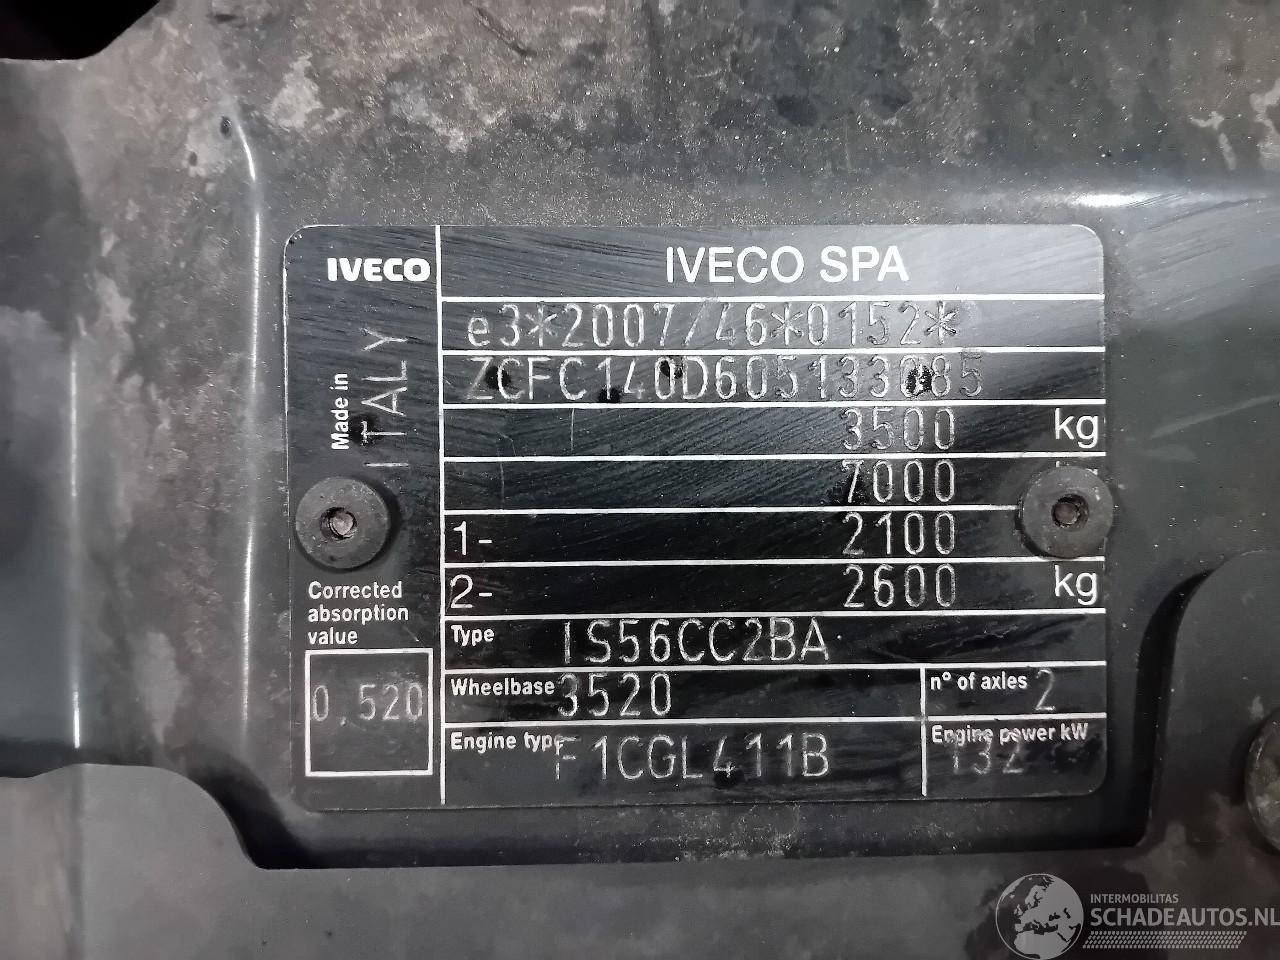 IVECO
IVECO SPA
Made in
ITALY
e3*2007/46*0152*
ZCFC140D605133085
3500 kg
7000
1- 2100
2- 2600 kg
Type IS56CC2BA
Wheelbase 3520
n° of axles 2
Engine type F1CGL411B
Engine power kW
132
Corrected
absorption
value
0.520
INTERMOBILITAS
SCHADEAUTOS.NL